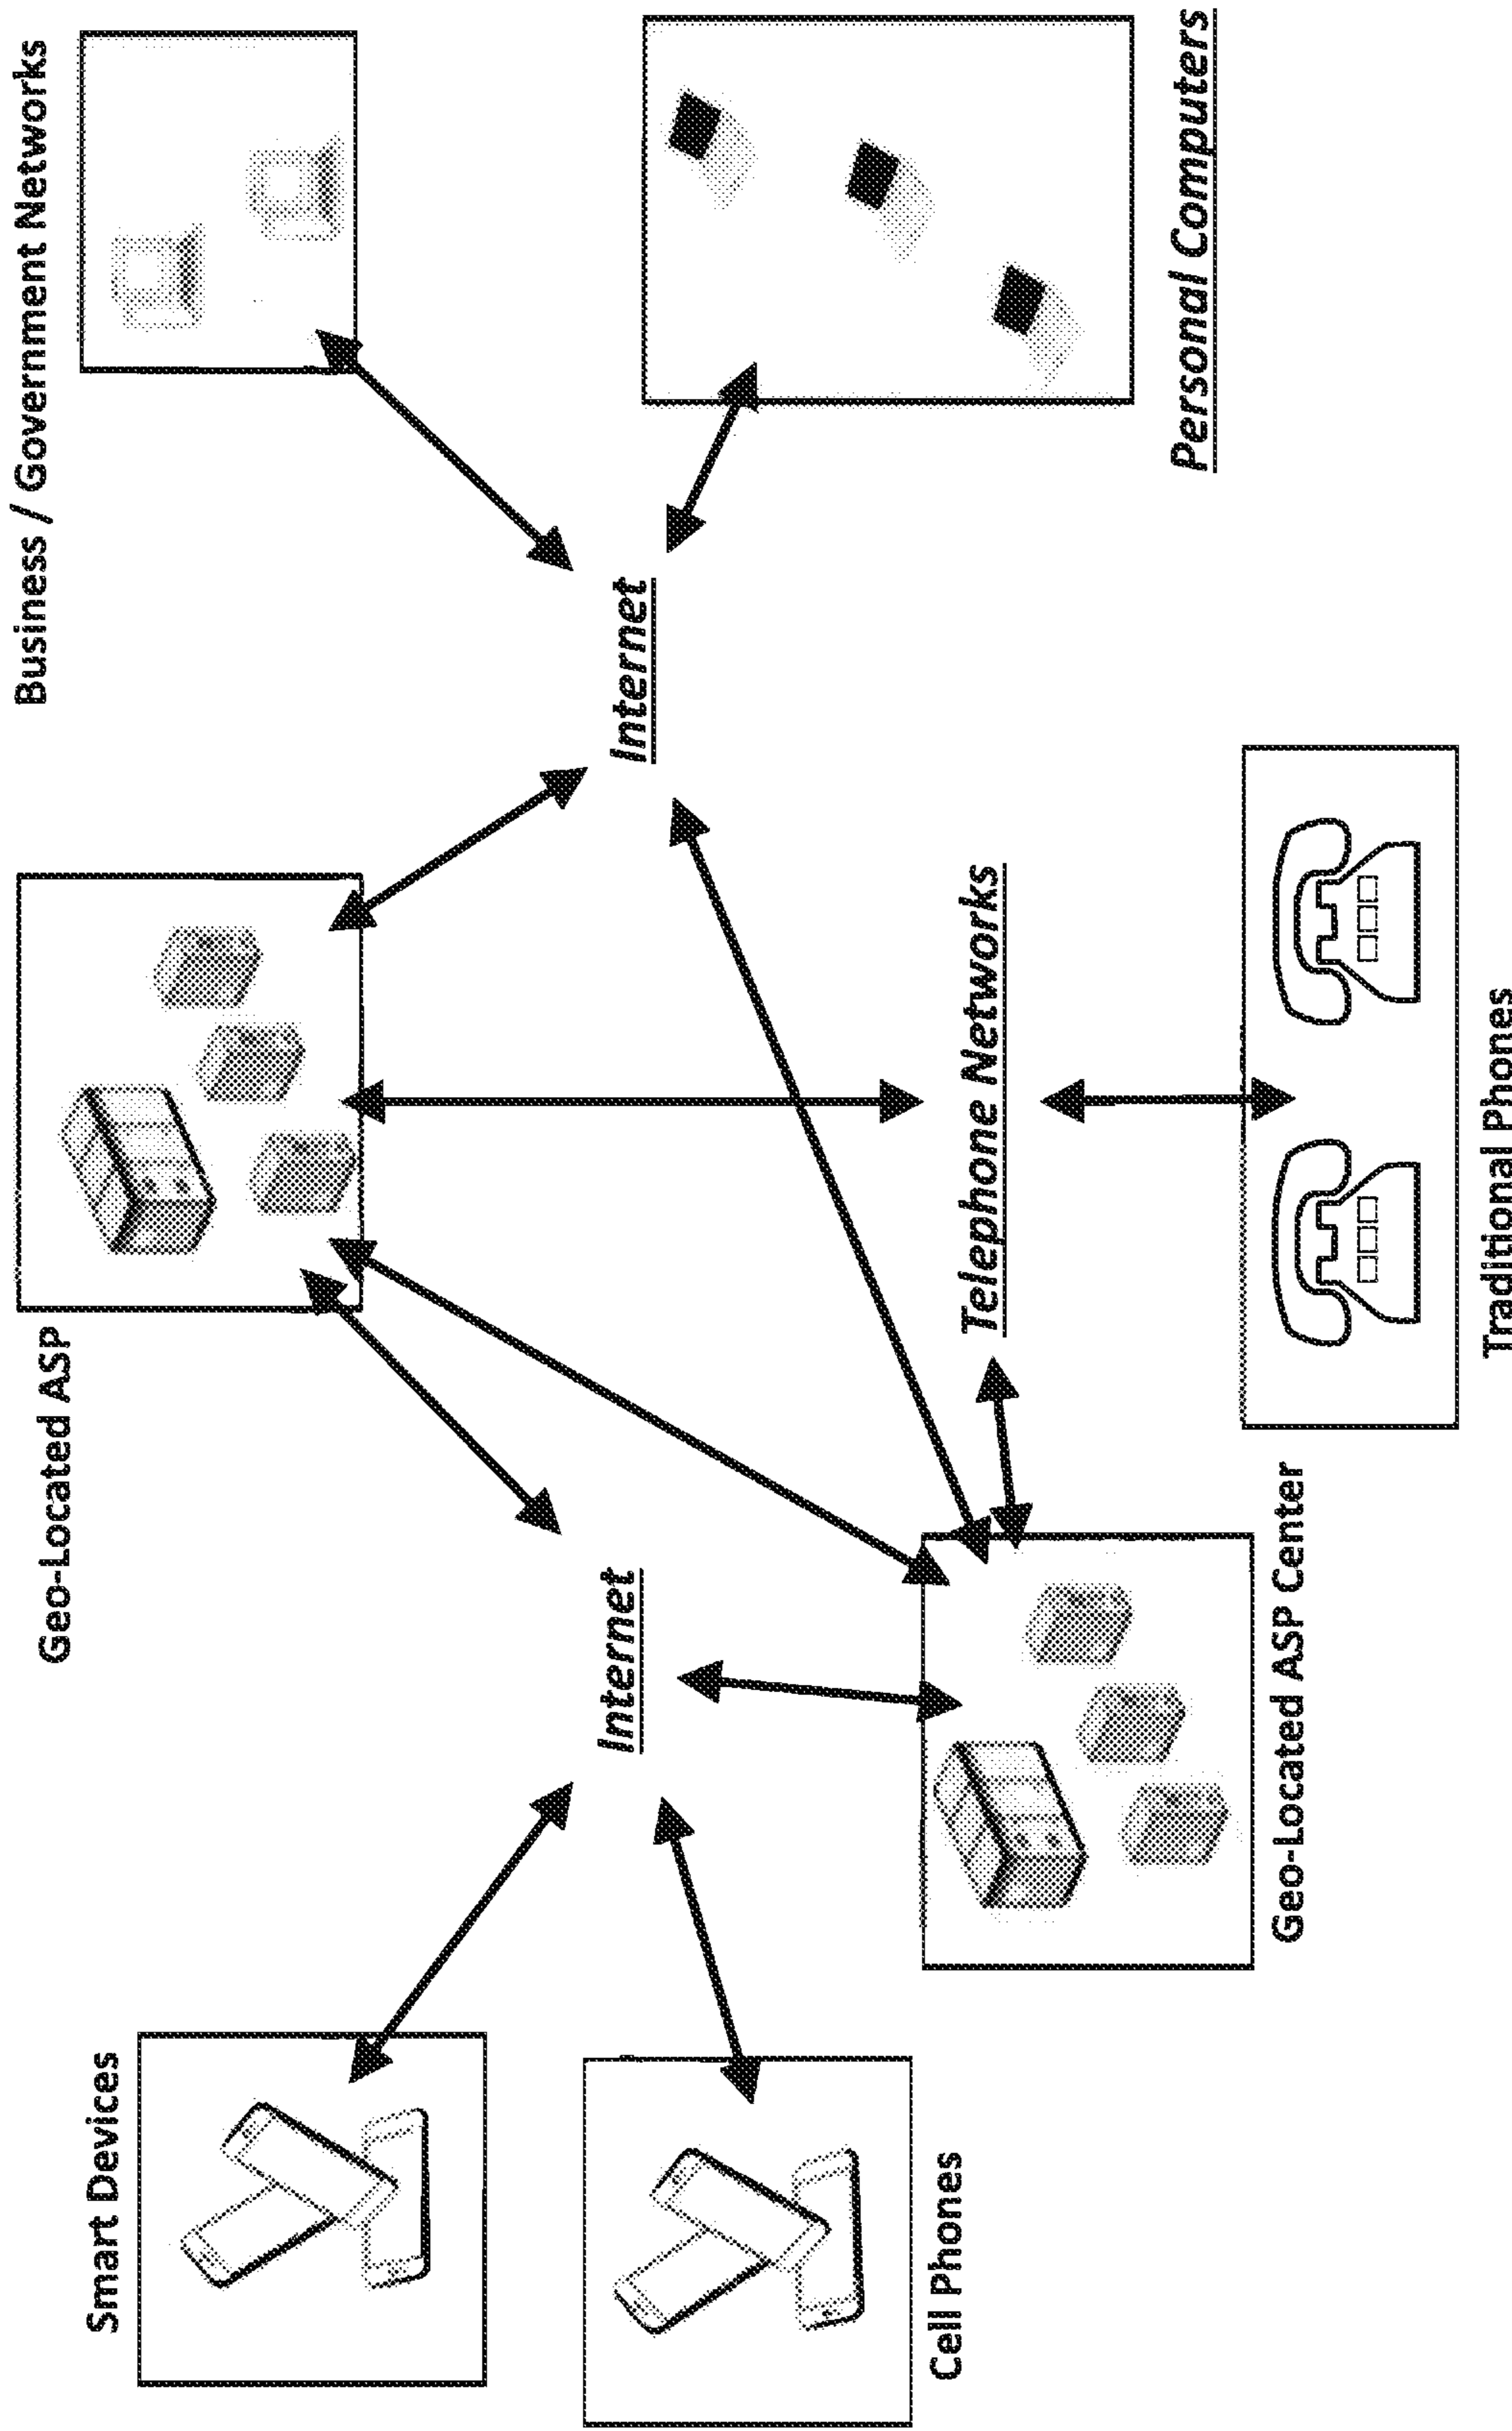 Smart Devices
Geo-Located ASP
Business / Government Networks
Internet
Internet
Cell Phones
Telephone Networks
Personal Computers
Geo-Located ASP Center
Traditional Phones